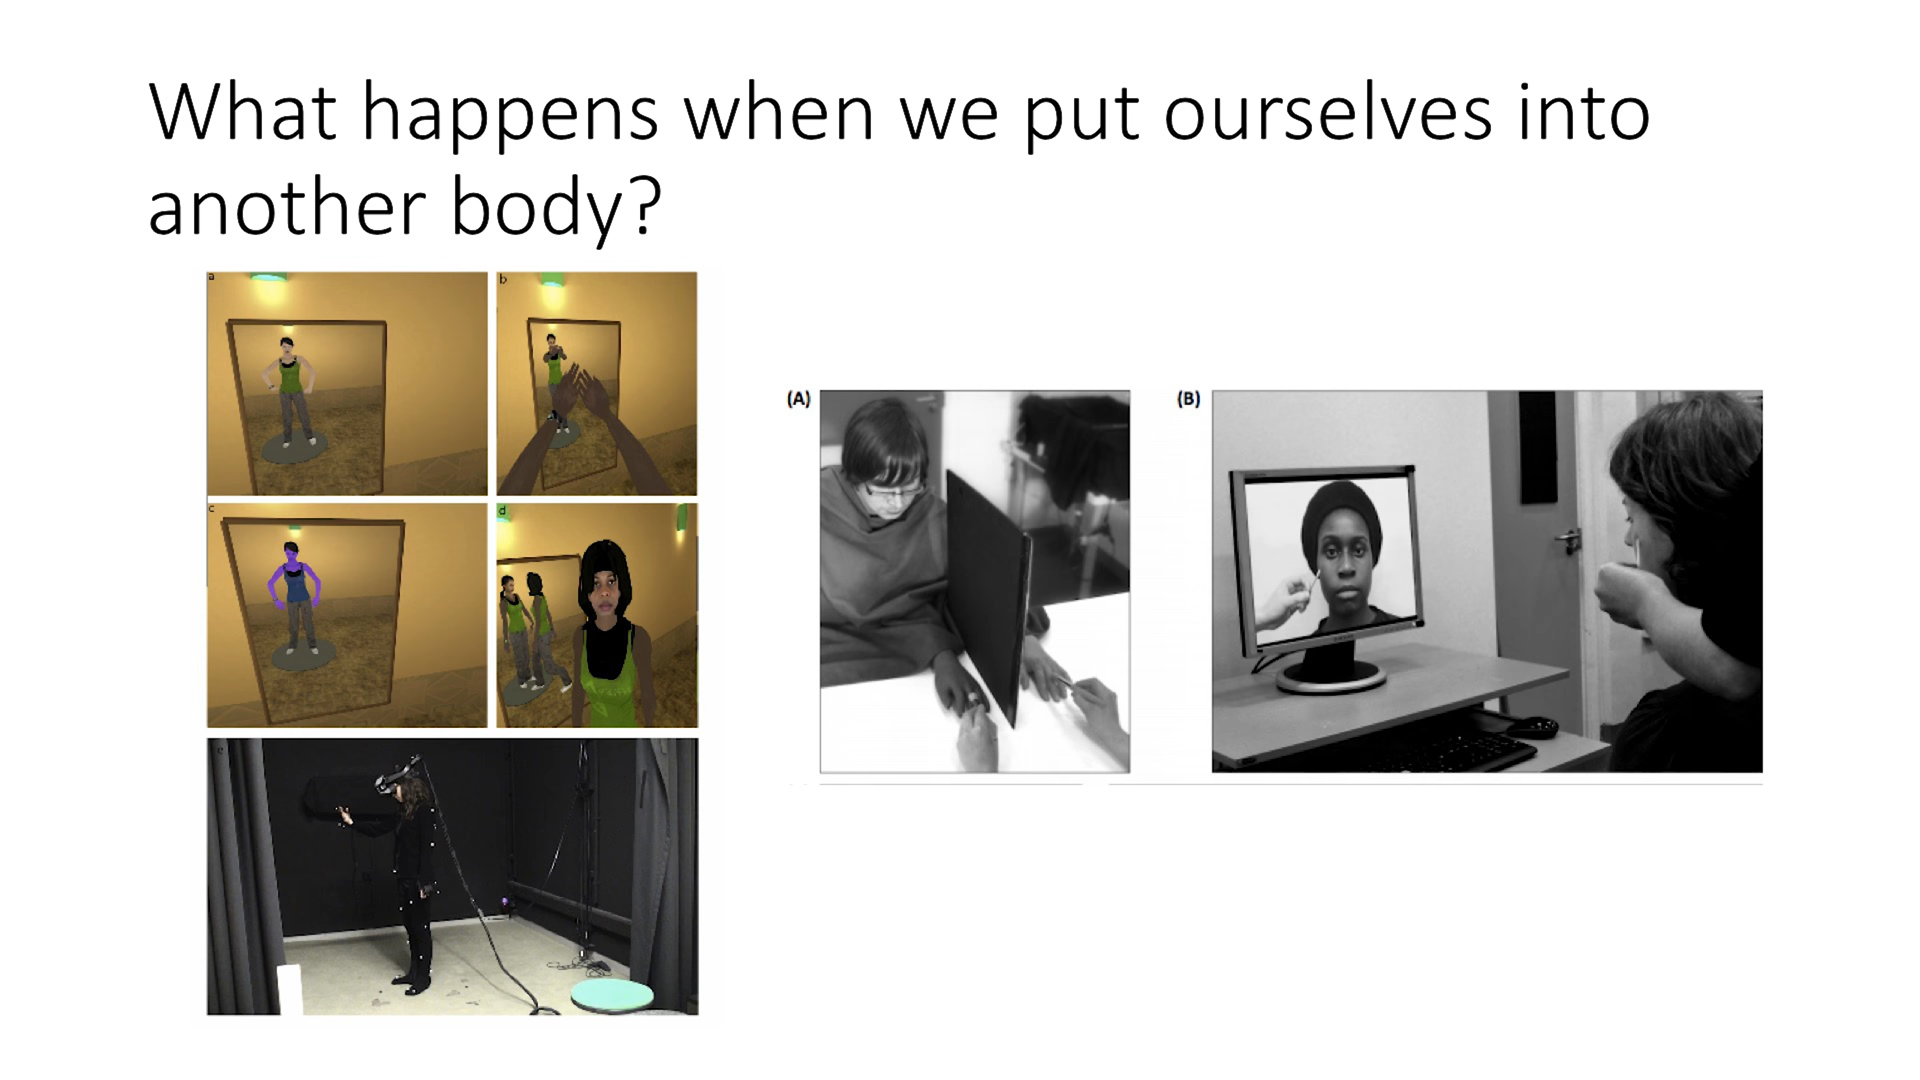 What happens when we put ourselves into
another body?
a
b
c
d
e
(A)
(B)